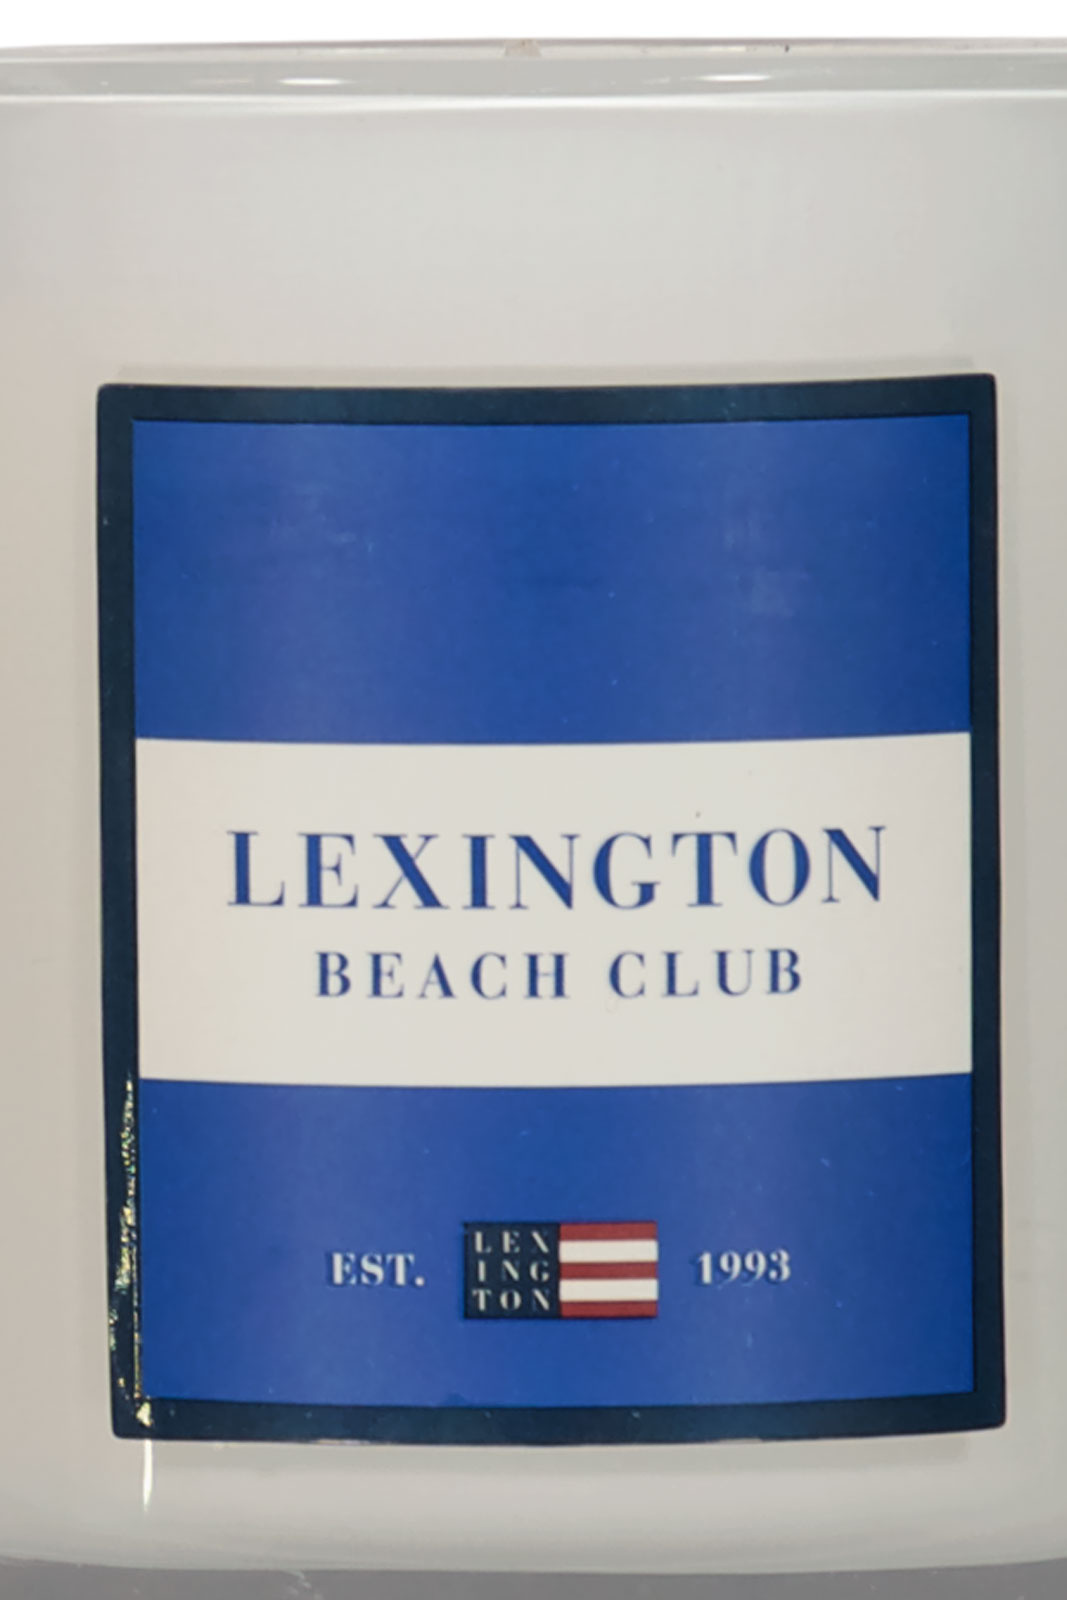 LEXINGTON
BEACH CLUB
EST. LEX 1993
ING
TON